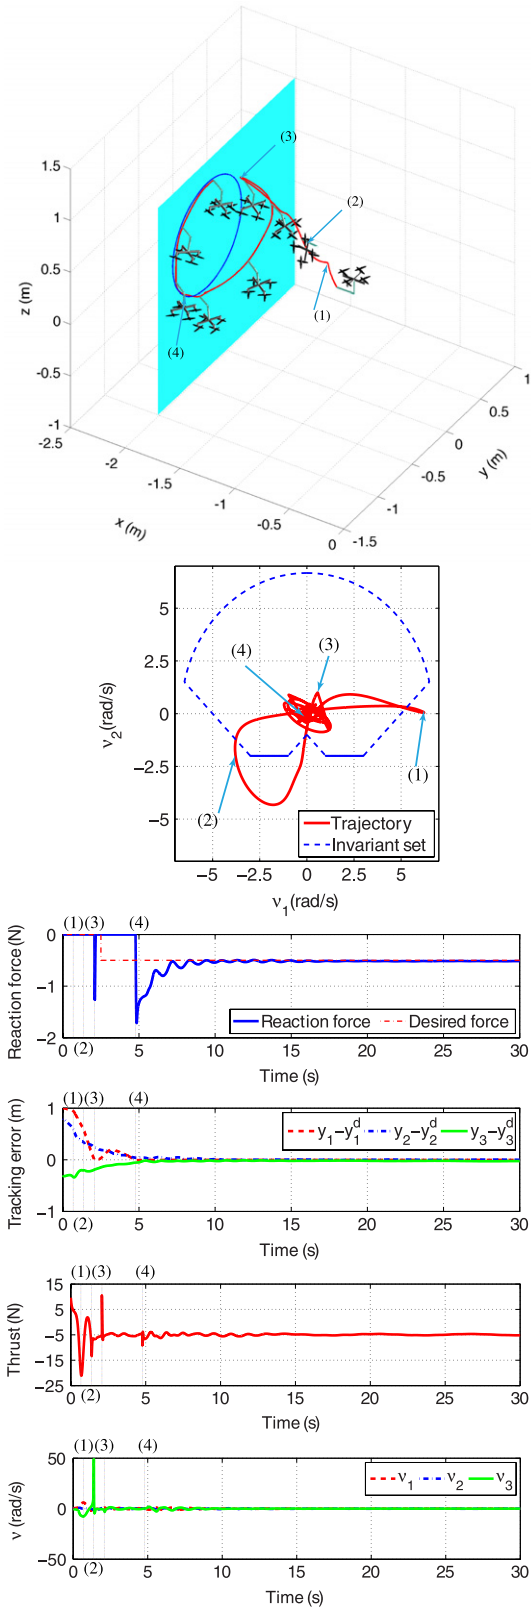 (3)
(2)
(1)
(4)
1.5
1
0.5
0
-0.5
-1
z (m)
-2.5
-2
-1.5
-1
-0.5
0
x (m)
-1.5
-1
-0.5
0
0.5
1
y (m)
5
2.5
0
-2.5
-5
ν2(rad/s)
(4)
(3)
(1)
(2)
Trajectory
Invariant set
-5 -2.5 0 2.5 5
ν1(rad/s)
(1) (3) (4)
0
-1
-2
Reaction force (N)
Reaction force Desired force
0 (2) 5 10 15 20 25 30
Time (s)
(1) (3) (4)
1
0
-1
Tracking error (m)
y1−y1^d y2−y2^d y3−y3^d
0 (2) 5 10 15 20 25 30
Time (s)
(1) (3) (4)
15
5
-5
-15
-25
Thrust (N)
0 (2) 5 10 15 20 25 30
Time (s)
(1) (3) (4)
50
0
-50
ν (rad/s)
ν1 ν2 ν3
0 (2) 5 10 15 20 25 30
Time (s)